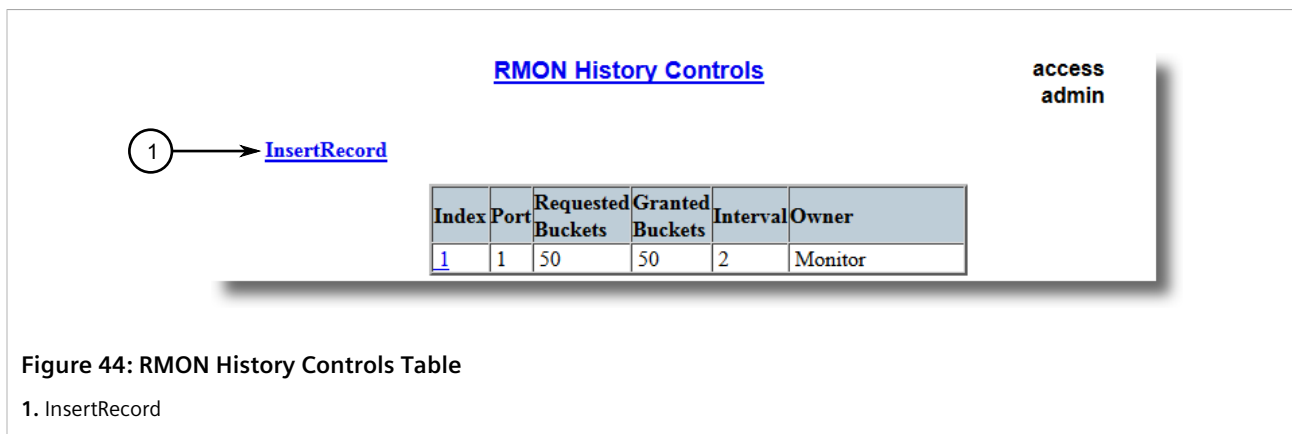 RMON History Controls
access
admin
1
InsertRecord
Index Port Requested Buckets Granted Buckets Interval Owner
1 1 50 50 2 Monitor
Figure 44: RMON History Controls Table
1. InsertRecord